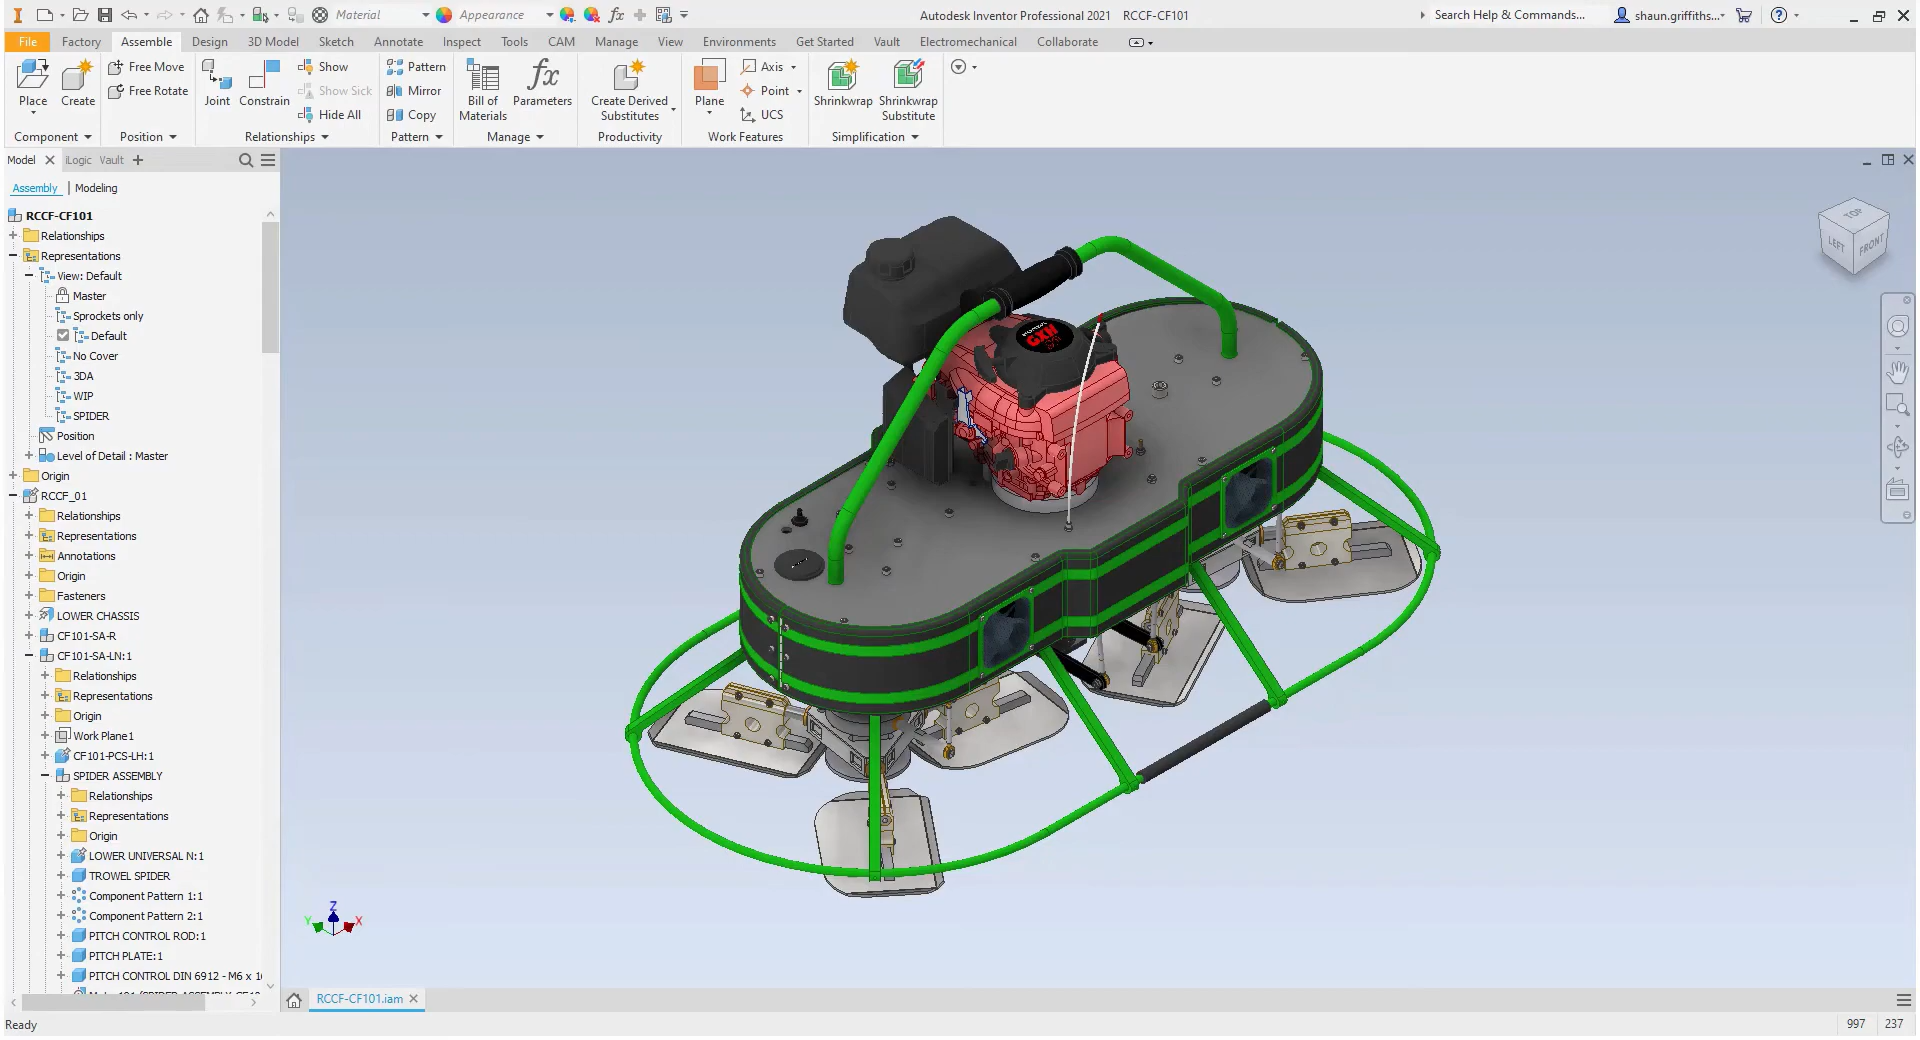 Material
Appearance
fx
Autodesk Inventor Professional 2021 RCCF-CF101
Search Help & Commands...
shaun.griffiths...
File Factory Assemble Design 3D Model Sketch Annotate Inspect Tools CAM Manage View Environments Get Started Vault Electromechanical Collaborate
Place
Create
Component
Free Move
Free Rotate
Position
Joint
Constrain
Show
Show Sick
Hide All
Relationships
Pattern
Mirror
Copy
Pattern
Bill of
Materials
fx
Parameters
Manage
Create Derived
Substitutes
Productivity
Plane
Axis
Point
UCS
Work Features
Shrinkwrap
Shrinkwrap
Substitute
Simplification
Model iLogic Vault
Assembly | Modeling
RCCF-CF101
Relationships
Representations
View: Default
Master
Sprockets only
Default
No Cover
3DA
WIP
SPIDER
Position
Level of Detail : Master
Origin
RCCF_01
Relationships
Representations
Annotations
Origin
Fasteners
LOWER CHASSIS
CF101-SA-R
CF101-SA-LN:1
Relationships
Representations
Origin
Work Plane1
CF101-PCS-LH:1
SPIDER ASSEMBLY
Relationships
Representations
Origin
LOWER UNIVERSAL N:1
TROWEL SPIDER
Component Pattern 1:1
Component Pattern 2:1
PITCH CONTROL ROD:1
PITCH PLATE:1
PITCH CONTROL DIN 6912 - M6 x 1
TOP
LEFT
FRONT
GXH
Z
Y
X
RCCF-CF101.iam
Ready
997 237